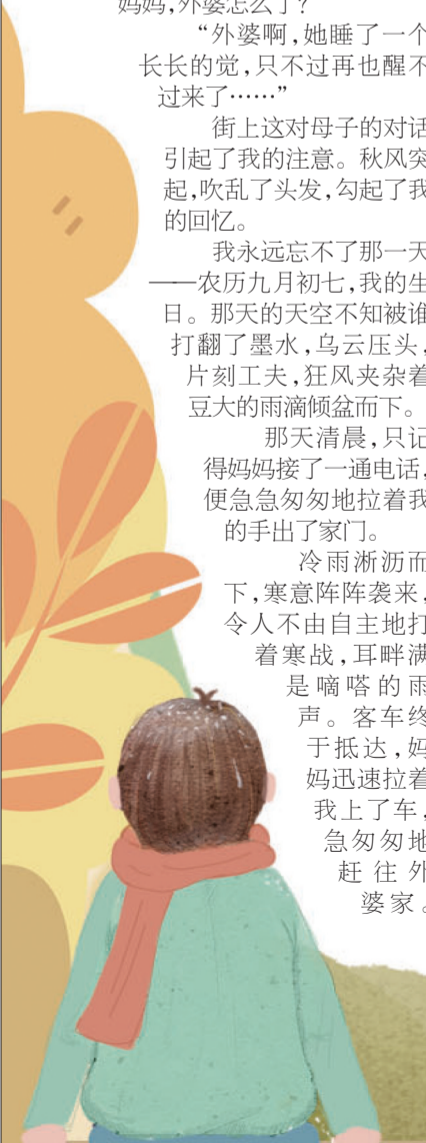 妈妈，外婆怎么了？
“外婆啊，她睡了一个
长长的觉，只不过再也醒不
过来了……”
街上这对母子的对话
引起了我的注意。秋风突
起，吹乱了头发，勾起了我
的回忆。
我永远忘不了那一天
——农历九月初七，我的生
日。那天的天空不知被谁
打翻了墨水，乌云压头，
片刻工夫，狂风夹杂着
豆大的雨滴倾盆而下。
那天清晨，只记
得妈妈接了一通电话，
便急急匆匆地拉着我
的手出了家门。
冷雨淅沥而
下，寒意阵阵袭来，
令人不由自主地打
着寒战，耳畔满
是嘀嗒的雨
声。客车终
于抵达，妈
妈迅速拉着
我上了车，
急匆匆地
赶往外
婆家。